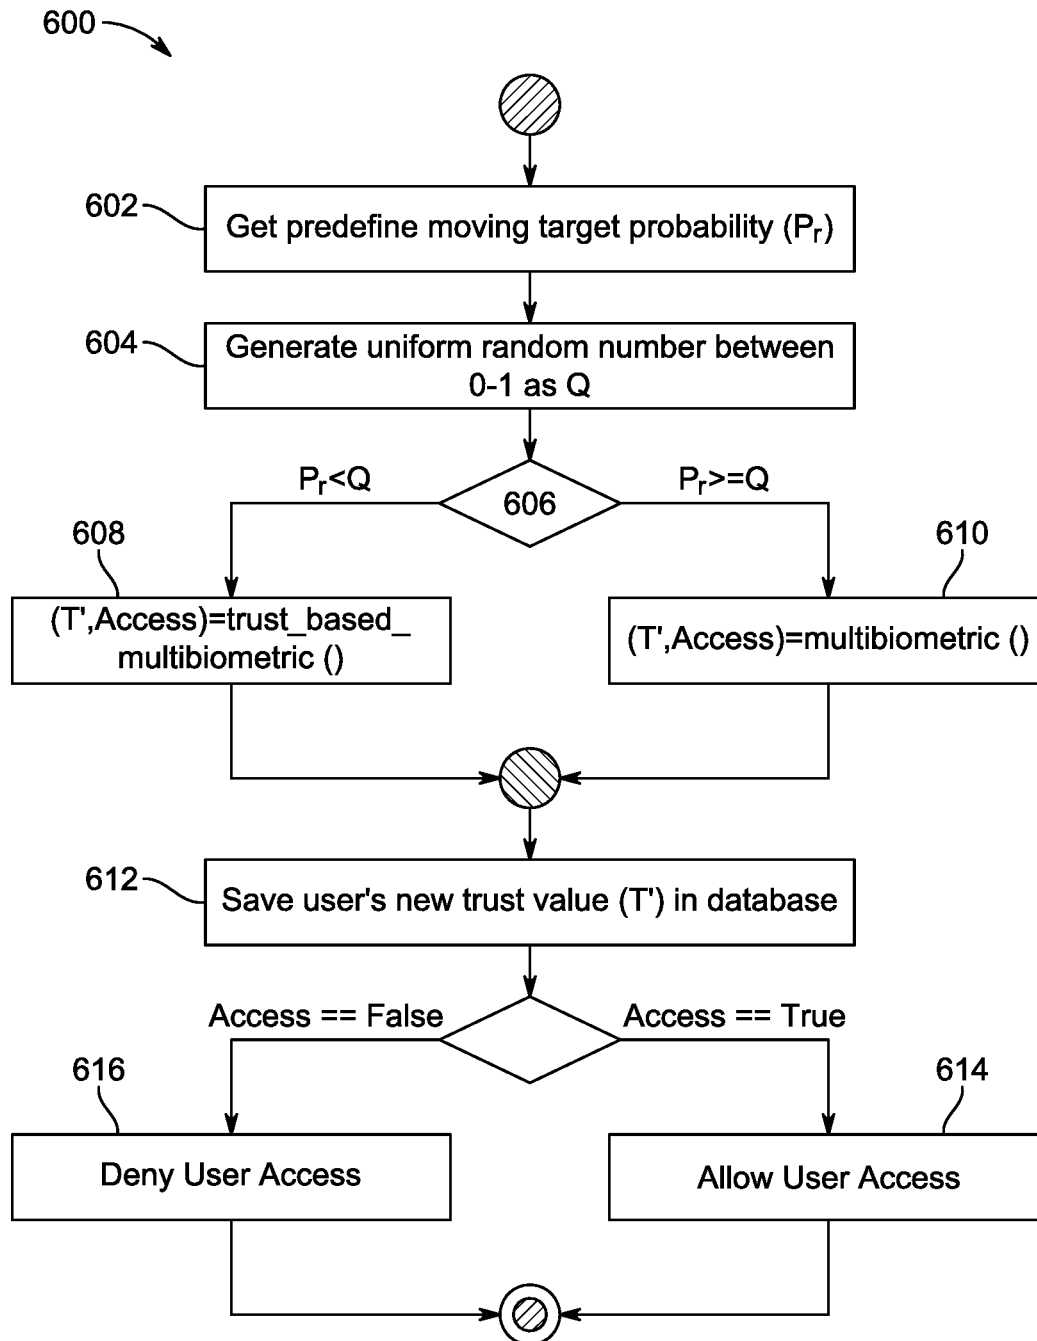 600
602
Get predefine moving target probability (Pr)
604
Generate uniform random number between
0-1 as Q
Pr<Q
Pr>=Q
606
608
610
(T',Access)=trust_based_
multibiometric ()
(T',Access)=multibiometric ()
612
Save user's new trust value (T') in database
Access == False
Access == True
616
614
Deny User Access
Allow User Access